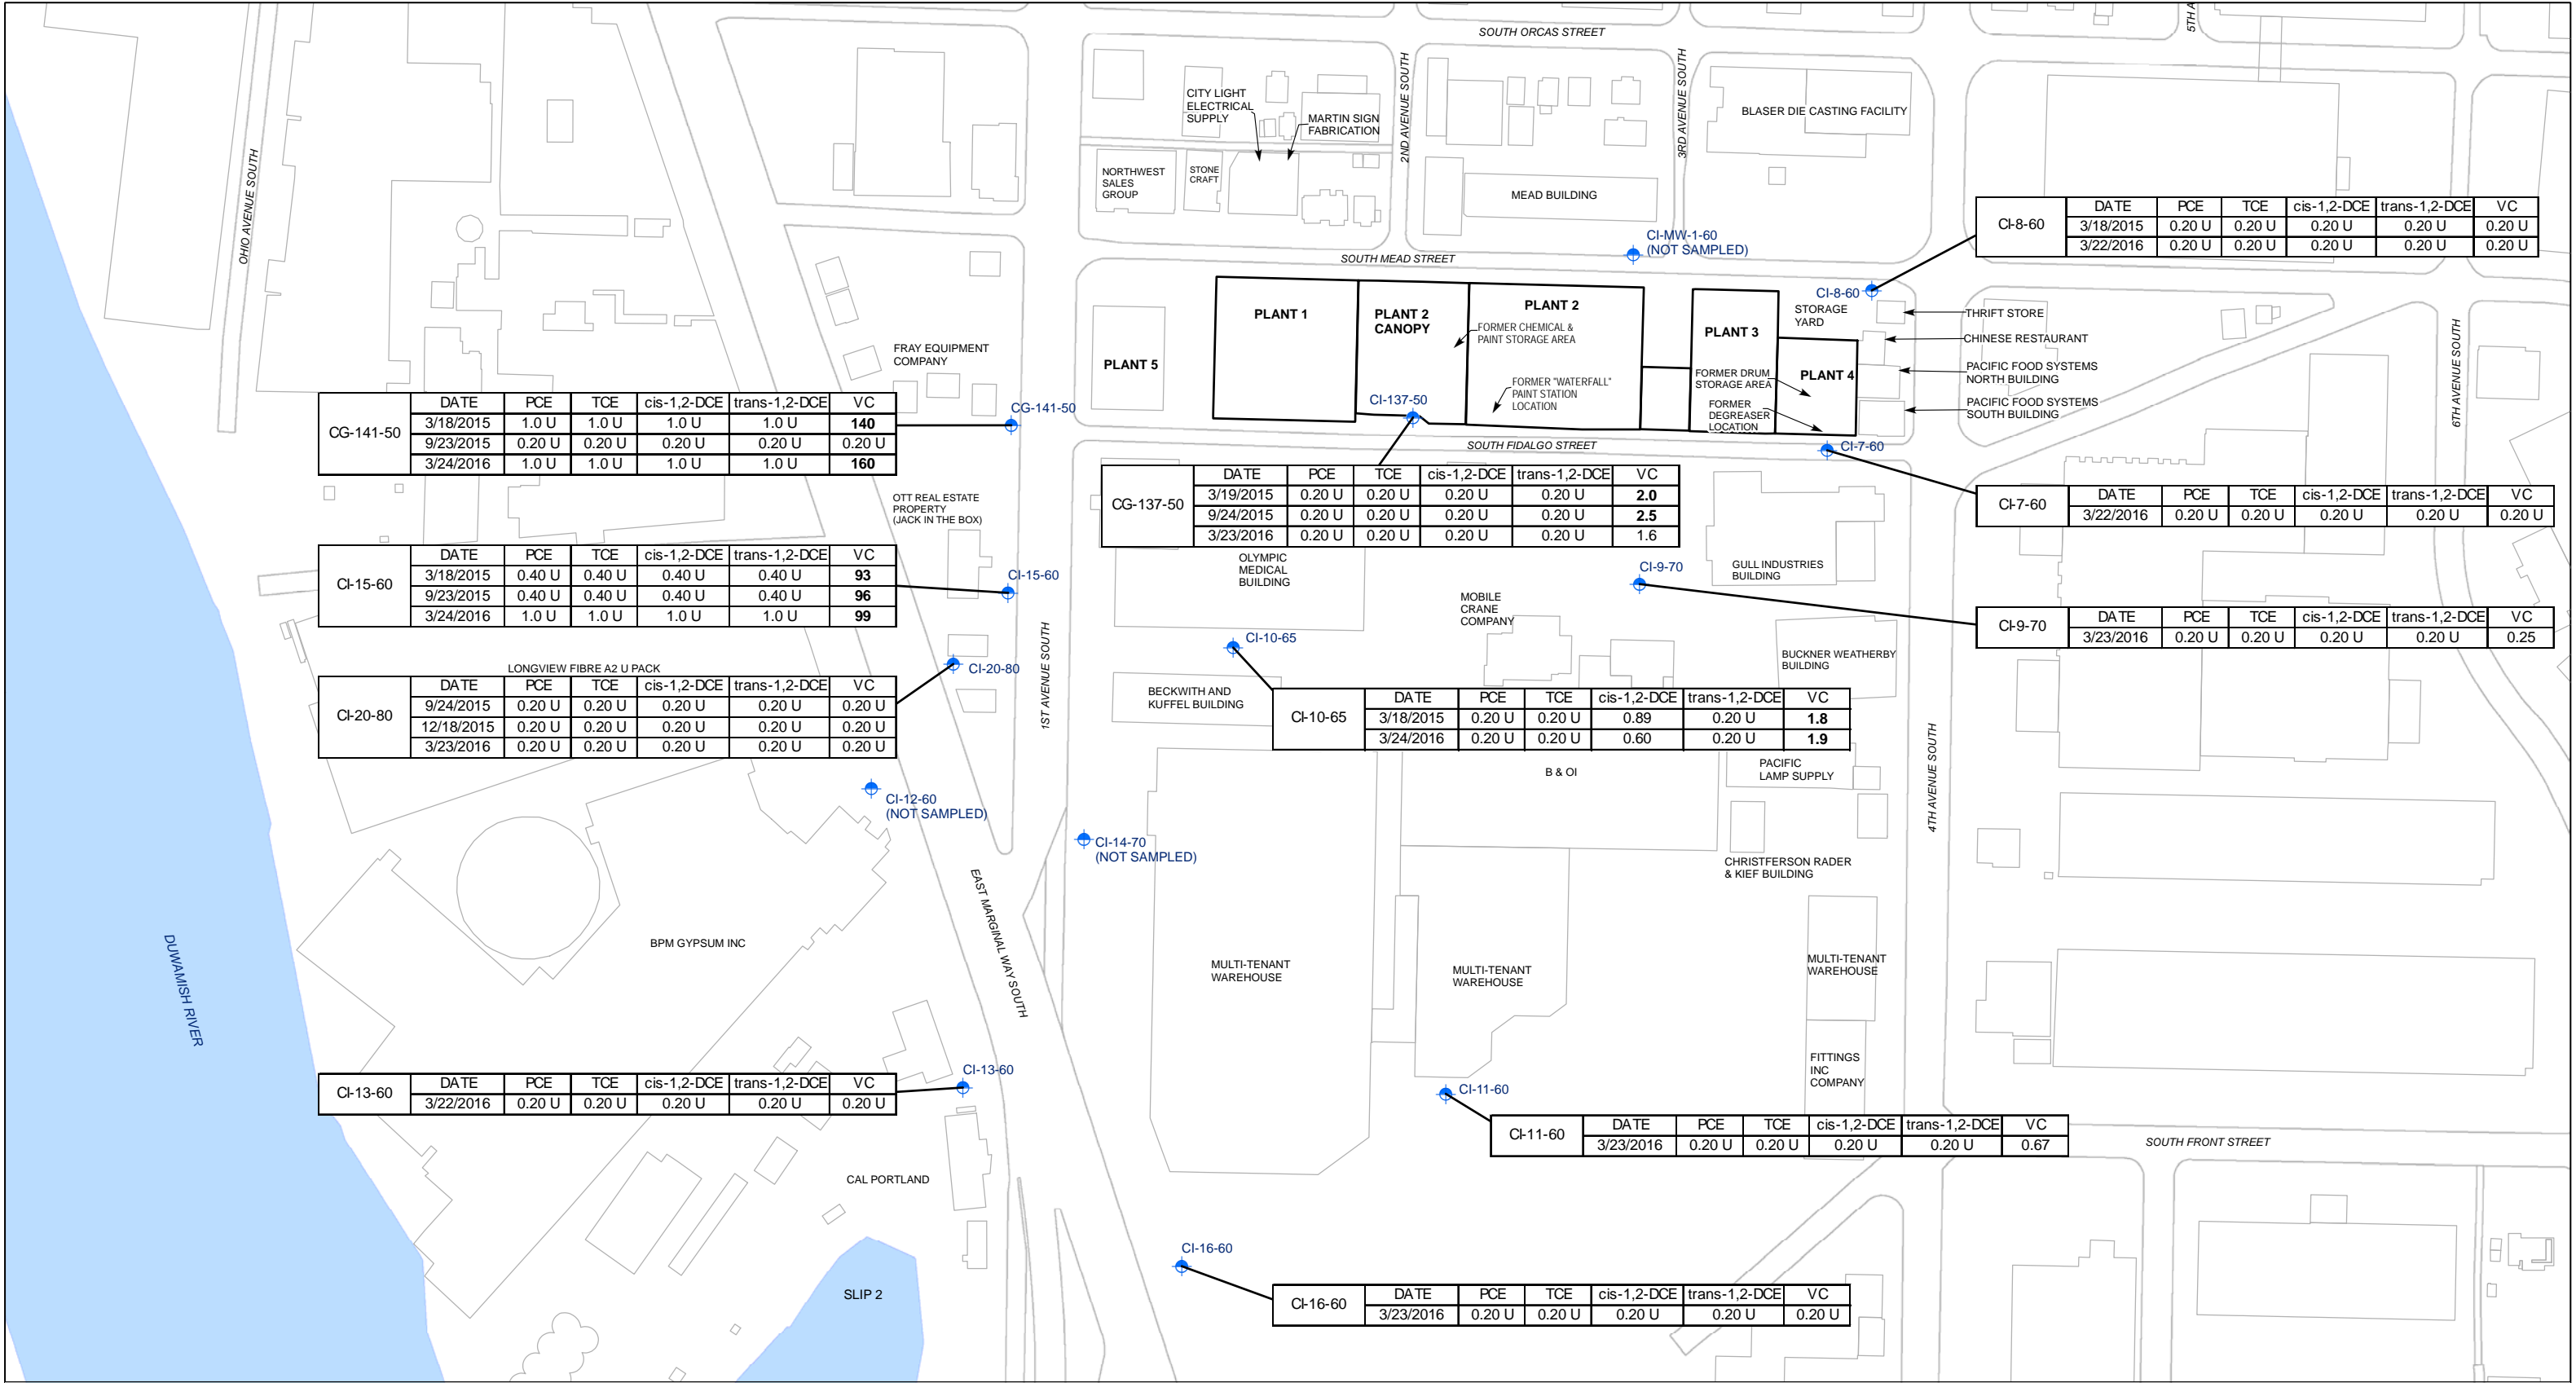 SOUTH ORCAS STREET
5TH A
2ND AVENUE SOUTH
3RD AVENUE SOUTH
CITY LIGHT
ELECTRICAL
SUPPLY
MARTIN SIGN
FABRICATION
BLASER DIE CASTING FACILITY
OHIO AVENUE SOUTH
NORTHWEST
SALES
GROUP
STONE
CRAFT
MEAD BUILDING
CI-MW-1-60
(NOT SAMPLED)
SOUTH MEAD STREET
CI-8-60 DATE PCE TCE cis-1,2-DCE trans-1,2-DCE VC
3/18/2015 0.20 U 0.20 U 0.20 U 0.20 U 0.20 U
3/22/2016 0.20 U 0.20 U 0.20 U 0.20 U 0.20 U
CI-8-60
STORAGE
YARD
PLANT 1
PLANT 2
CANOPY
PLANT 2
FORMER CHEMICAL &
PAINT STORAGE AREA
FORMER "WATERFALL"
PAINT STATION
LOCATION
PLANT 3
FORMER DRUM
STORAGE AREA
PLANT 4
FORMER
DEGREASER
LOCATION
PLANT 5
THRIFT STORE
CHINESE RESTAURANT
PACIFIC FOOD SYSTEMS
NORTH BUILDING
PACIFIC FOOD SYSTEMS
SOUTH BUILDING
6TH AVENUE SOUTH
FRAY EQUIPMENT
COMPANY
CG-141-50 DATE PCE TCE cis-1,2-DCE trans-1,2-DCE VC
3/18/2015 1.0 U 1.0 U 1.0 U 1.0 U 140
9/23/2015 0.20 U 0.20 U 0.20 U 0.20 U 0.20 U
3/24/2016 1.0 U 1.0 U 1.0 U 1.0 U 160
CG-141-50
CI-137-50
SOUTH FIDALGO STREET
CI-7-60
CG-137-50 DATE PCE TCE cis-1,2-DCE trans-1,2-DCE VC
3/19/2015 0.20 U 0.20 U 0.20 U 0.20 U 2.0
9/24/2015 0.20 U 0.20 U 0.20 U 0.20 U 2.5
3/23/2016 0.20 U 0.20 U 0.20 U 0.20 U 1.6
CI-7-60 DATE PCE TCE cis-1,2-DCE trans-1,2-DCE VC
3/22/2016 0.20 U 0.20 U 0.20 U 0.20 U 0.20 U
OTT REAL ESTATE
PROPERTY
(JACK IN THE BOX)
CI-15-60 DATE PCE TCE cis-1,2-DCE trans-1,2-DCE VC
3/18/2015 0.40 U 0.40 U 0.40 U 0.40 U 93
9/23/2015 0.40 U 0.40 U 0.40 U 0.40 U 96
3/24/2016 1.0 U 1.0 U 1.0 U 1.0 U 99
CI-15-60
OLYMPIC
MEDICAL
BUILDING
CI-9-70
GULL INDUSTRIES
BUILDING
MOBILE
CRANE
COMPANY
CI-9-70 DATE PCE TCE cis-1,2-DCE trans-1,2-DCE VC
3/23/2016 0.20 U 0.20 U 0.20 U 0.20 U 0.25
CI-10-65
1ST AVENUE SOUTH
BUCKNER WEATHERBY
BUILDING
LONGVIEW FIBRE A2 U PACK
CI-20-80
CI-20-80 DATE PCE TCE cis-1,2-DCE trans-1,2-DCE VC
9/24/2015 0.20 U 0.20 U 0.20 U 0.20 U 0.20 U
12/18/2015 0.20 U 0.20 U 0.20 U 0.20 U 0.20 U
3/23/2016 0.20 U 0.20 U 0.20 U 0.20 U 0.20 U
BECKWITH AND
KUFFEL BUILDING
CI-10-65 DATE PCE TCE cis-1,2-DCE trans-1,2-DCE VC
3/18/2015 0.20 U 0.20 U 0.89 0.20 U 1.8
3/24/2016 0.20 U 0.20 U 0.60 0.20 U 1.9
4TH AVENUE SOUTH
B & OI
PACIFIC
LAMP SUPPLY
CI-12-60
(NOT SAMPLED)
CI-14-70
(NOT SAMPLED)
CHRISTFERSON RADER
& KIEF BUILDING
EAST MARGINAL WAY SOUTH
DUWAMISH RIVER
BPM GYPSUM INC
MULTI-TENANT
WAREHOUSE
MULTI-TENANT
WAREHOUSE
MULTI-TENANT
WAREHOUSE
FITTINGS
INC
COMPANY
CI-13-60
CI-13-60 DATE PCE TCE cis-1,2-DCE trans-1,2-DCE VC
3/22/2016 0.20 U 0.20 U 0.20 U 0.20 U 0.20 U
CI-11-60
CI-11-60 DATE PCE TCE cis-1,2-DCE trans-1,2-DCE VC
3/23/2016 0.20 U 0.20 U 0.20 U 0.20 U 0.67
SOUTH FRONT STREET
CAL PORTLAND
CI-16-60
SLIP 2
CI-16-60 DATE PCE TCE cis-1,2-DCE trans-1,2-DCE VC
3/23/2016 0.20 U 0.20 U 0.20 U 0.20 U 0.20 U